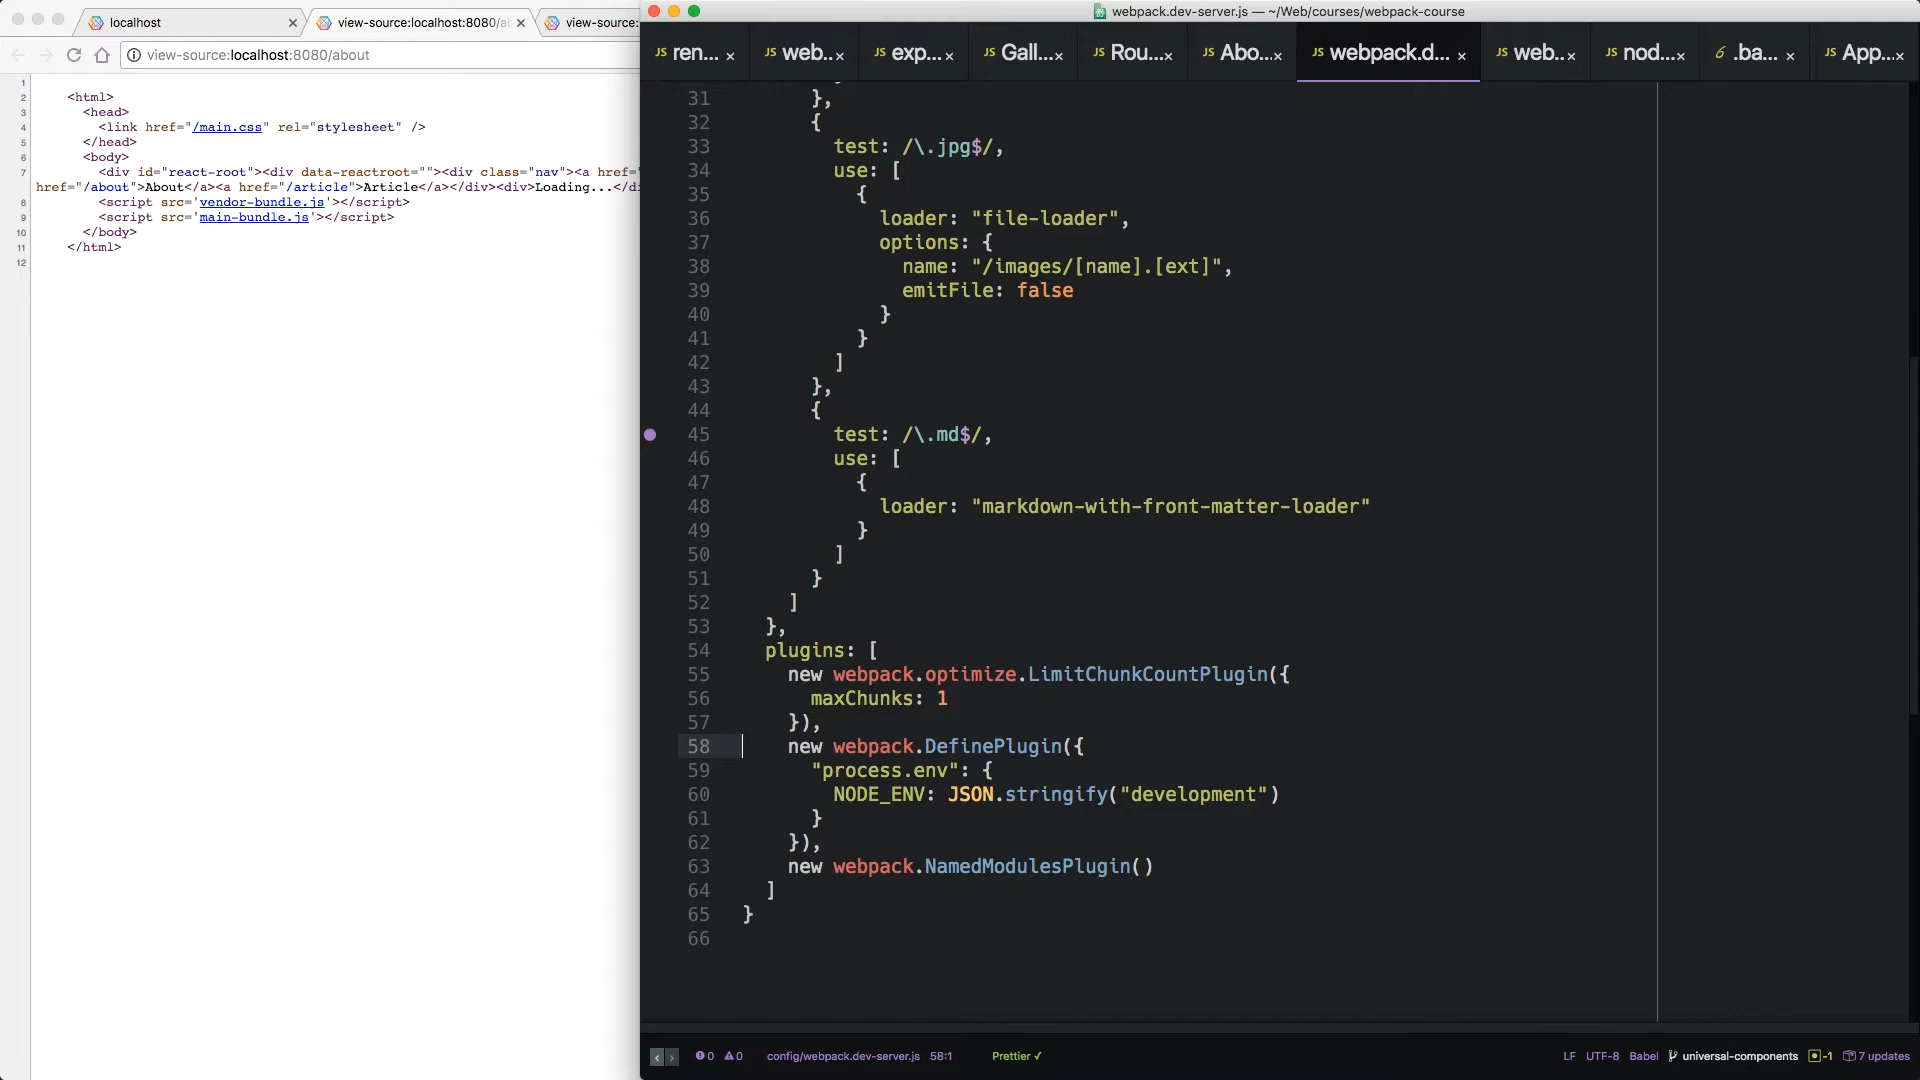 localhost
view-source:localhost:8080/a
view-source:
view-source:localhost:8080/about
1
2 <html>
3 <head>
4 <link href="/main.css" rel="stylesheet" />
5 </head>
6 <body>
7 <div id="react-root"><div data-reactroot=""><div class="nav"><a href="
href="/about">About</a><a href="/article">Article</a></div><div>Loading...</di
8 <script src='vendor-bundle.js'></script>
9 <script src='main-bundle.js'></script>
10 </body>
11 </html>
12
webpack.dev-server.js — ~/Web/courses/webpack-course
JS ren... × JS web... × JS exp... × JS Gall... × JS Rou... × JS Abo... × JS webpack.d... × JS web... × JS nod... × 6 .ba... × JS App... ×
31 },
32 {
33 test: /\.jpg$/,
34 use: [
35 {
36 loader: "file-loader",
37 options: {
38 name: "/images/[name].[ext]",
39 emitFile: false
40 }
41 }
42 ]
43 },
44 {
45 test: /\.md$/,
46 use: [
47 {
48 loader: "markdown-with-front-matter-loader"
49 }
50 ]
51 }
52 ]
53 },
54 plugins: [
55 new webpack.optimize.LimitChunkCountPlugin({
56 maxChunks: 1
57 }),
58 new webpack.DefinePlugin({
59 "process.env": {
60 NODE_ENV: JSON.stringify("development")
61 }
62 }),
63 new webpack.NamedModulesPlugin()
64 ]
65 }
66
0 0 config/webpack.dev-server.js 58:1 Prettier ✓ LF UTF-8 Babel universal-components -1 7 updates